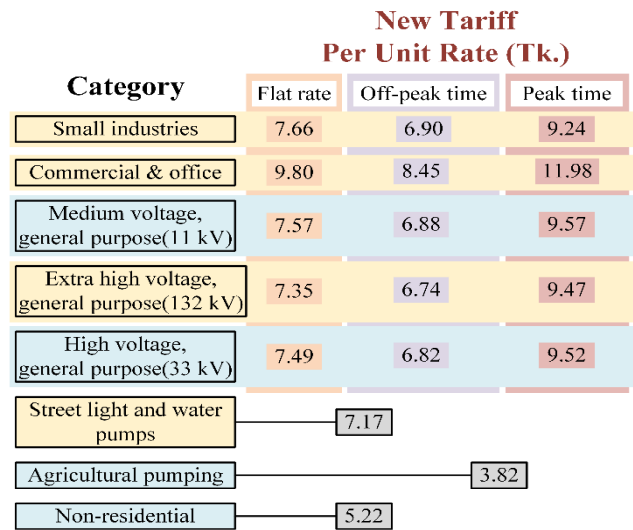 New Tariff
Per Unit Rate (Tk.)
Category
Flat rate Off-peak time Peak time
Small industries 7.66 6.90 9.24
Commercial & office 9.80 8.45 11.98
Medium voltage,
general purpose(11 kV) 7.57 6.88 9.57
Extra high voltage,
general purpose(132 kV) 7.35 6.74 9.47
High voltage,
general purpose(33 kV) 7.49 6.82 9.52
Street light and water
pumps 7.17
Agricultural pumping 3.82
Non-residential 5.22